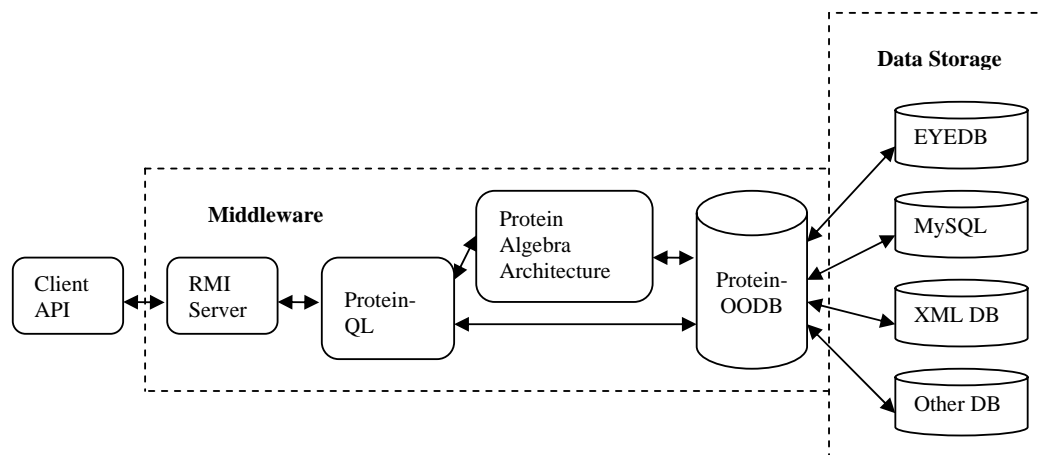 Data Storage
EYEDB
MySQL
XML DB
Other DB
Middleware
Client
API
RMI
Server
Protein-
QL
Protein
Algebra
Architecture
Protein-
OODB